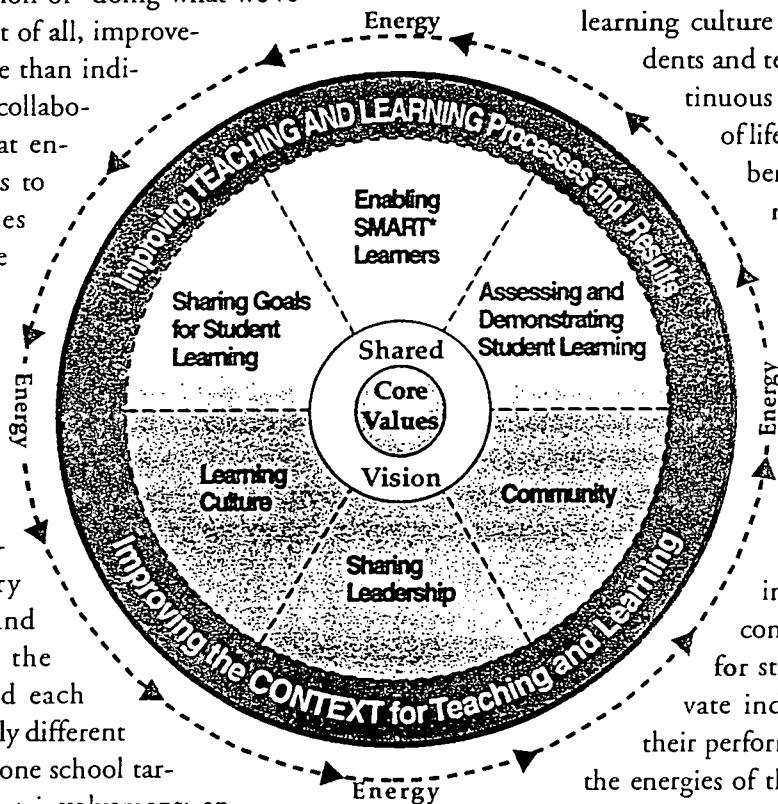 Energy
learning culture
t of all, improve-
dents and te
e than indi-
tinuous
collabo-
of life
at en-
ber
s to
Improving TEACHING AND LEARNING Processes and Results
Enabling
SMART*
Learners
Sharing Goals
for Student
Learning
Assessing and
Demonstrating
Student Learning
Shared
Core
Values
Vision
Energy
Energy
Learning
Culture
Community
Sharing
Leadership
Improving the CONTEXT for Teaching and Learning
ry
nd
the
d each
ly different
one school tar-
in
con
for st
vate inc
their perform
the energies of th
Energy